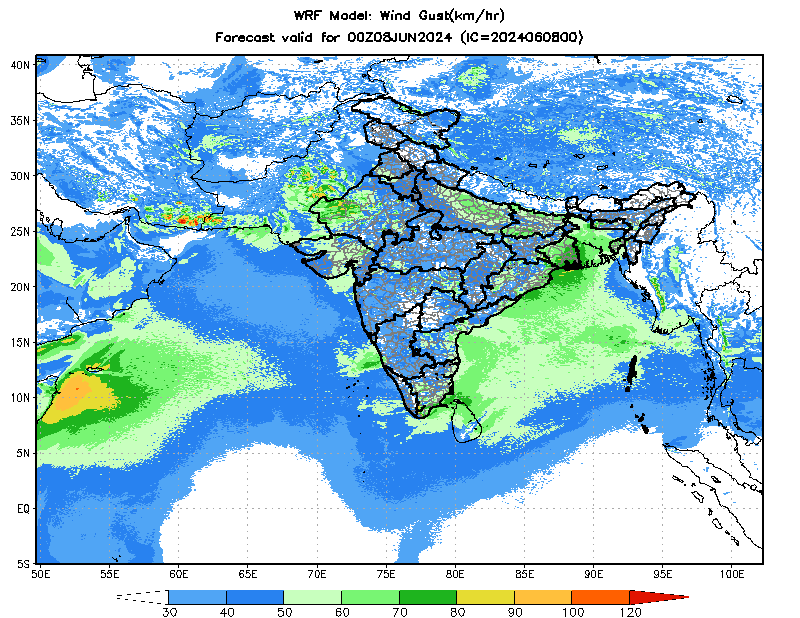 WRF Model: Wind Gust(km/hr)
Forecast valid for 00Z08JUN2024 (IC=2024060800)
40N
35N
30N
25N
20N
15N
10N
5N
EQ
5S
50E 55E 60E 65E 70E 75E 80E 85E 90E 95E 100E
30 40 50 60 70 80 90 100 120